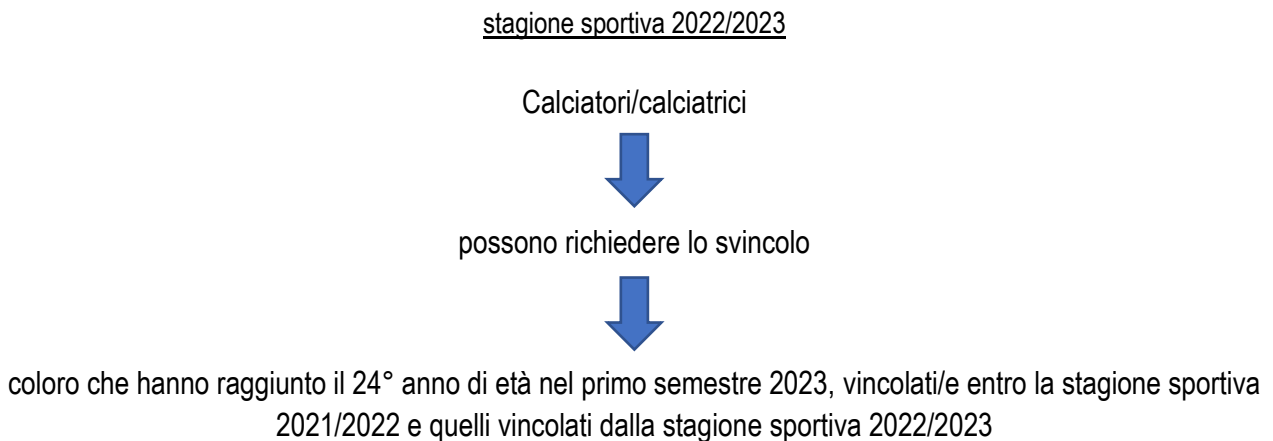 stagione sportiva 2022/2023
Calciatori/calciatrici
possono richiedere lo svincolo
coloro che hanno raggiunto il 24° anno di età nel primo semestre 2023, vincolati/e entro la stagione sportiva
2021/2022 e quelli vincolati dalla stagione sportiva 2022/2023